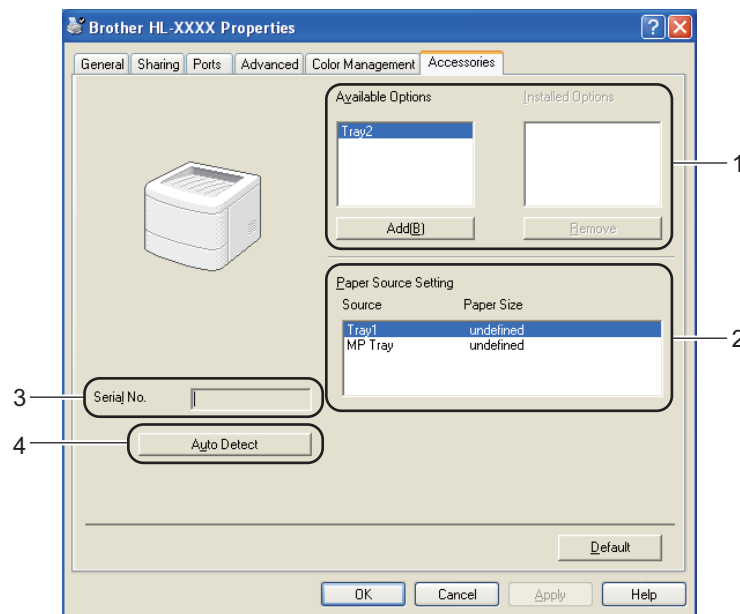 Brother HL-XXXX Properties
General Sharing Ports Advanced Color Management Accessories
Available Options Installed Options
Tray2
1
Add(B) Remove
Paper Source Setting
Source Paper Size
Tray1 undefined
MP Tray undefined
2
3 Serial No.
4 Auto Detect
Default
OK Cancel Apply Help